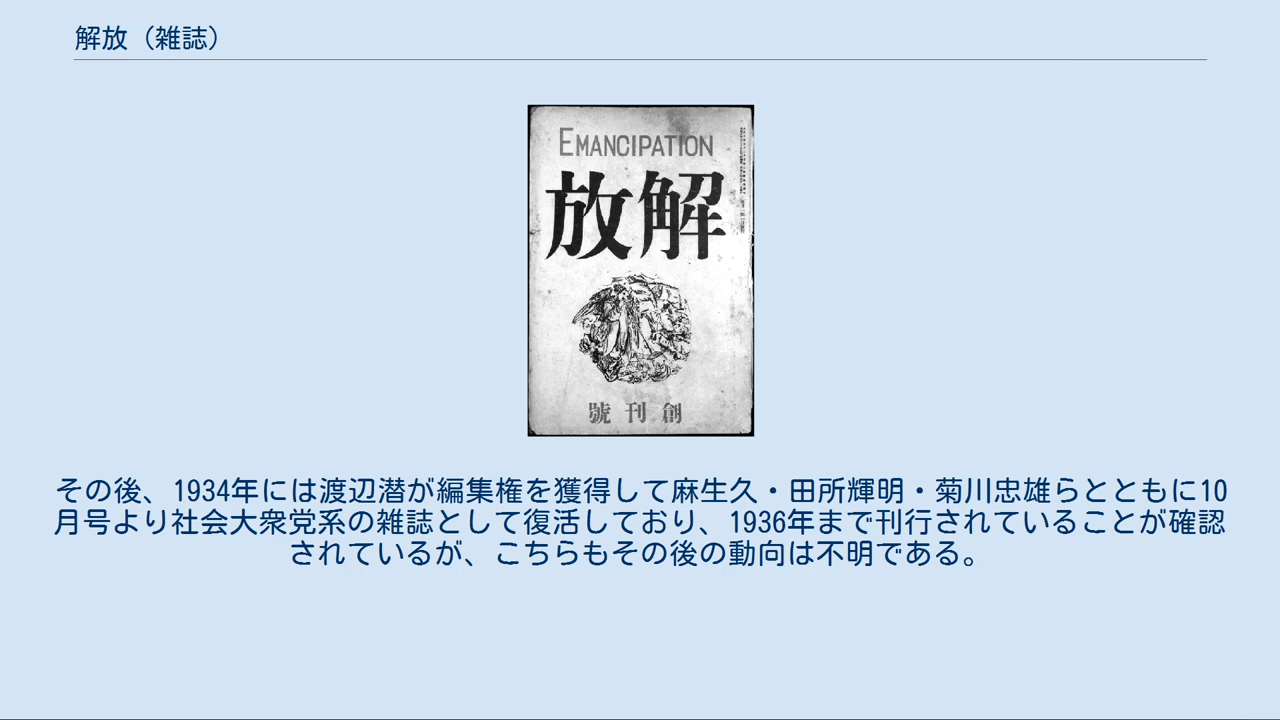 解放（雑誌）
EMANCIPATION
放解
號刊創
その後、1934年には渡辺潜が編集権を獲得して麻生久・田所輝明・菊川忠雄らとともに10
月号より社会大衆党系の雑誌として復活しており、1936年まで刊行されていることが確認
されているが、こちらもその後の動向は不明である。